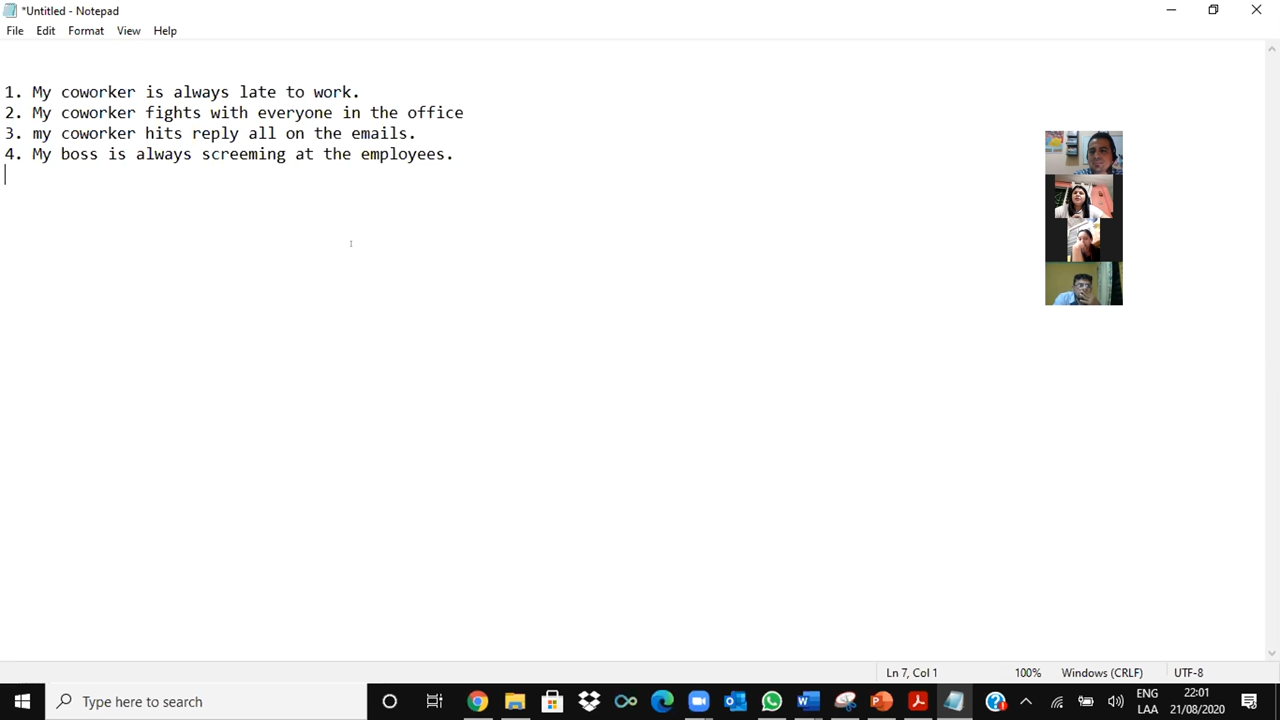 *Untitled - Notepad
File Edit Format View Help
1. My coworker is always late to work.
2. My coworker fights with everyone in the office
3. my coworker hits reply all on the emails.
4. My boss is always screeming at the employees.
Ln 7, Col 1 100% Windows (CRLF) UTF-8
Type here to search
ENG
LAA
22:01
21/08/2020